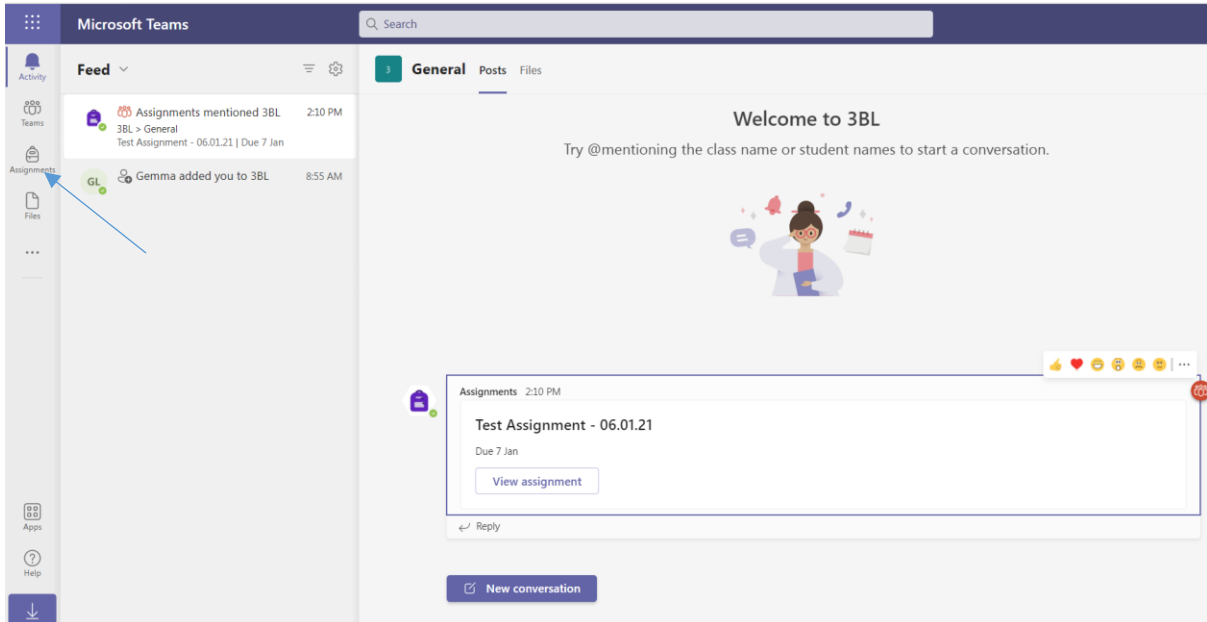 Microsoft Teams
Search
Activity
Teams
Assignments
Files
Apps
Help
Feed
Assignments mentioned 3BL 2:10 PM
3BL > General
Test Assignment - 06.01.21 | Due 7 Jan
GL Gemma added you to 3BL 8:55 AM
3 General Posts Files
Welcome to 3BL
Try @mentioning the class name or student names to start a conversation.
Assignments 2:10 PM
Test Assignment - 06.01.21
Due 7 Jan
View assignment
Reply
New conversation